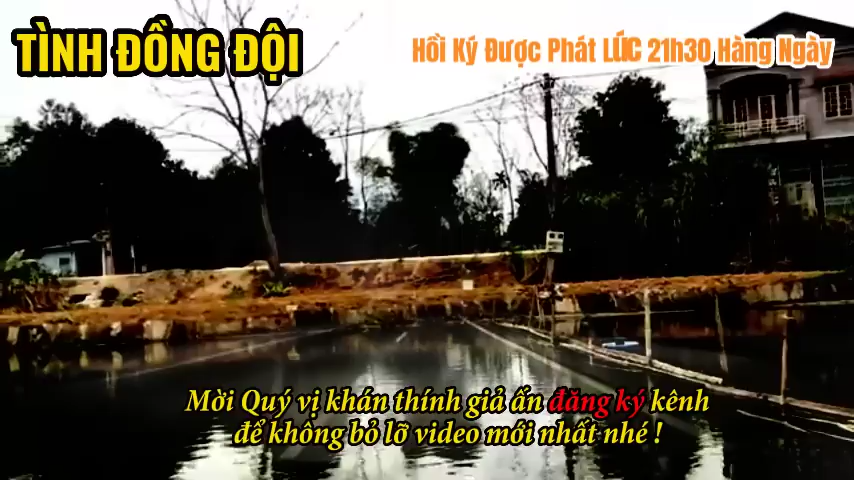 TÌNH ĐỒNG ĐỘI
Hồi Ký Được Phát LÚC 21h30 Hàng Ngày
Mời Quý vị khán thính giả ấn đăng ký kênh
để không bỏ lỡ video mới nhất nhé !